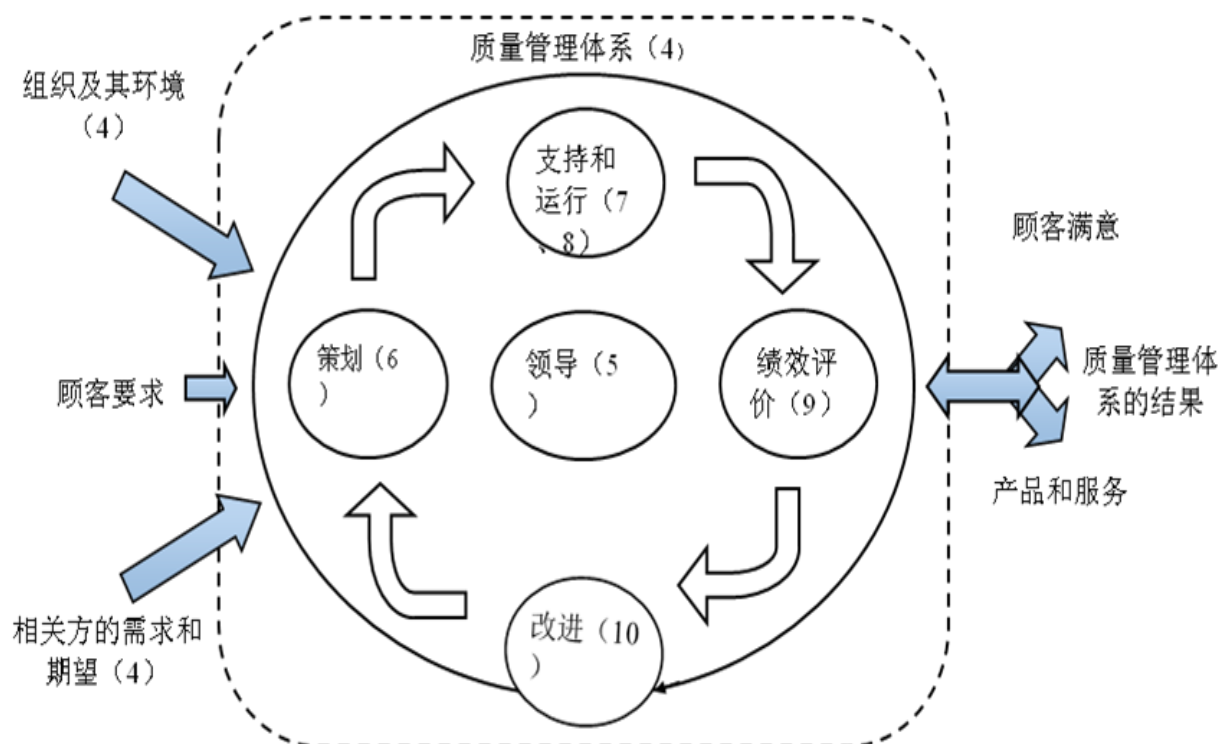 质量管理体系（4）
组织及其环境
（4）
支持和
运行（7
、8）
顾客满意
策划（6
）
领导（5
）
绩效评
价（9）
顾客要求
质量管理体
系的结果
产品和服务
改进（10
）
相关方的需求和
期望（4）